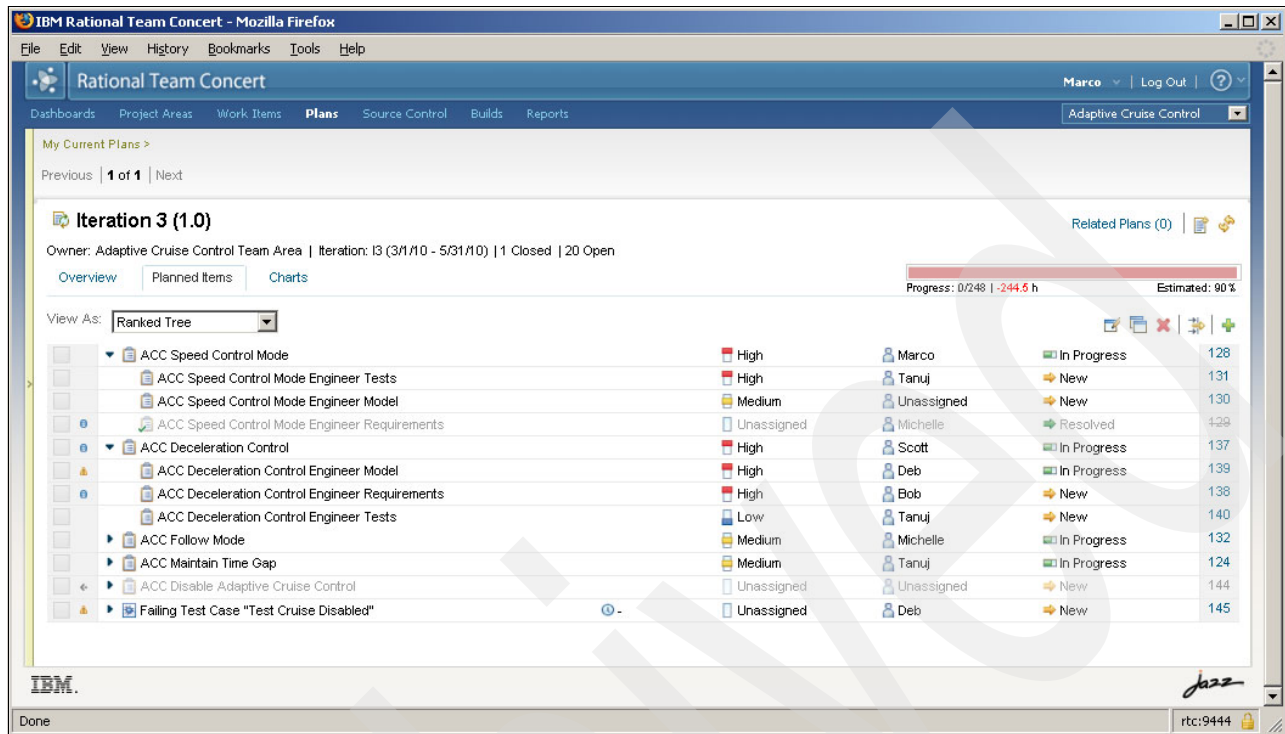 IBM Rational Team Concert - Mozilla Firefox
File Edit View History Bookmarks Tools Help
Rational Team Concert Marco | Log Out | ?
Dashboards Project Areas Work Items Plans Source Control Builds Reports Adaptive Cruise Control
My Current Plans >
Previous | 1 of 1 | Next
Iteration 3 (1.0) Related Plans (0)
Owner: Adaptive Cruise Control Team Area | Iteration: I3 (3/1/10 - 5/31/10) | 1 Closed | 20 Open
Overview Planned Items Charts
Progress: 0/248 | -244.5 h Estimated: 90%
View As: Ranked Tree
ACC Speed Control Mode High Marco In Progress 128
ACC Speed Control Mode Engineer Tests High Tanuj New 131
ACC Speed Control Mode Engineer Model Medium Unassigned New 130
ACC Speed Control Mode Engineer Requirements Unassigned Michelle Resolved 129
ACC Deceleration Control High Scott In Progress 137
ACC Deceleration Control Engineer Model High Deb In Progress 139
ACC Deceleration Control Engineer Requirements High Bob New 138
ACC Deceleration Control Engineer Tests Low Tanuj New 140
ACC Follow Mode Medium Michelle In Progress 132
ACC Maintain Time Gap Medium Tanuj In Progress 124
ACC Disable Adaptive Cruise Control Unassigned Unassigned New 144
Failing Test Case "Test Cruise Disabled" - Unassigned Deb New 145
IBM. jazz
Done rtc:9444